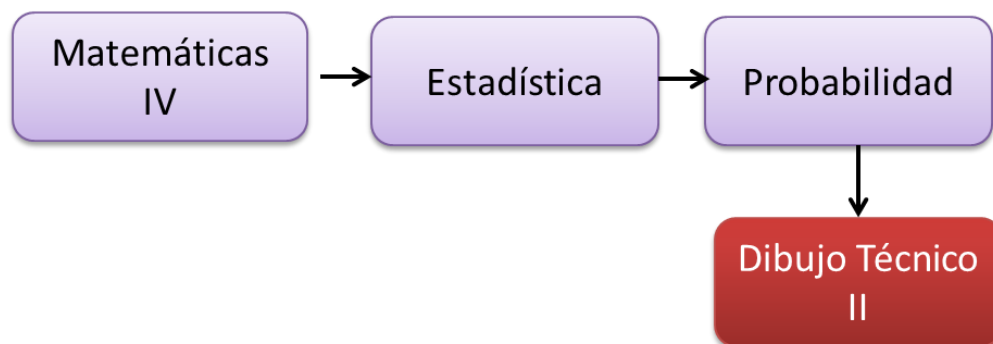 Matemáticas
IV
Estadística
Probabilidad
Dibujo Técnico
II